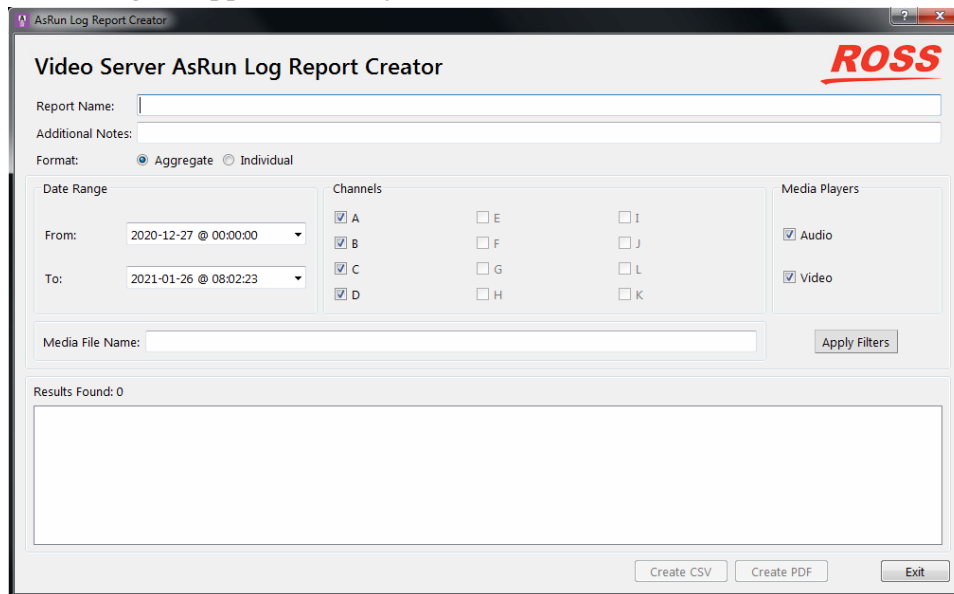 AsRun Log Report Creator
Video Server AsRun Log Report Creator
ROSS
Report Name:
Additional Notes:
Format: Aggregate Individual
Date Range
From: 2020-12-27 @ 00:00:00
To: 2021-01-26 @ 08:02:23
Channels
A E I
B F J
C G L
D H K
Media Players
Audio
Video
Media File Name:
Apply Filters
Results Found: 0
Create CSV Create PDF Exit